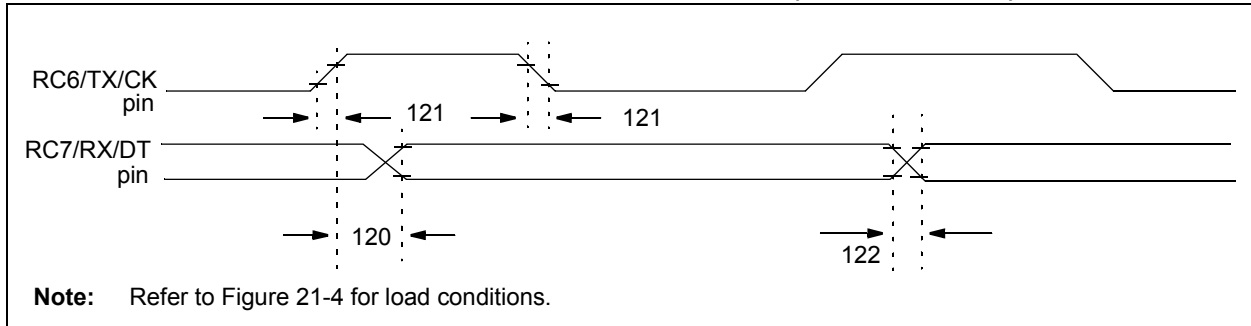 RC6/TX/CK
pin
121
121
RC7/RX/DT
pin
120
122
Note: Refer to Figure 21-4 for load conditions.